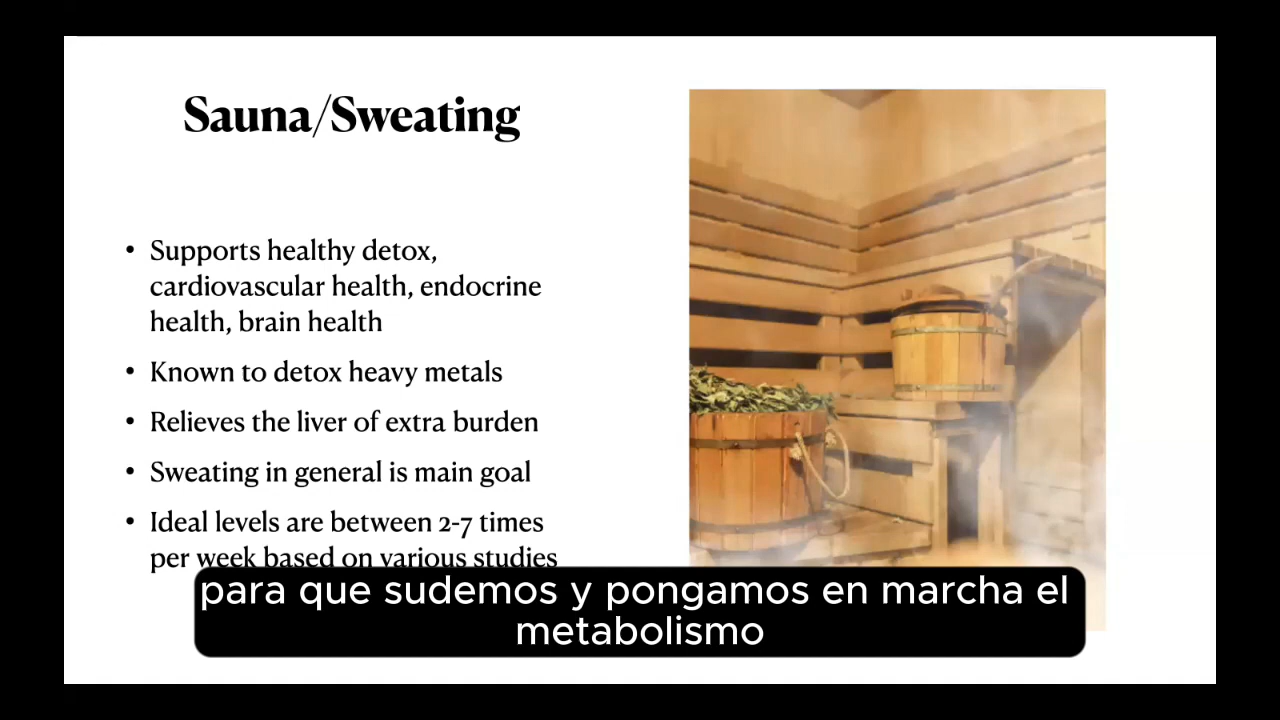 Sauna/Sweating
• Supports healthy detox,
cardiovascular health, endocrine
health, brain health
• Known to detox heavy metals
• Relieves the liver of extra burden
• Sweating in general is main goal
• Ideal levels are between 2-7 times
per week based on various studies
para que sudemos y pongamos en marcha el
metabolismo